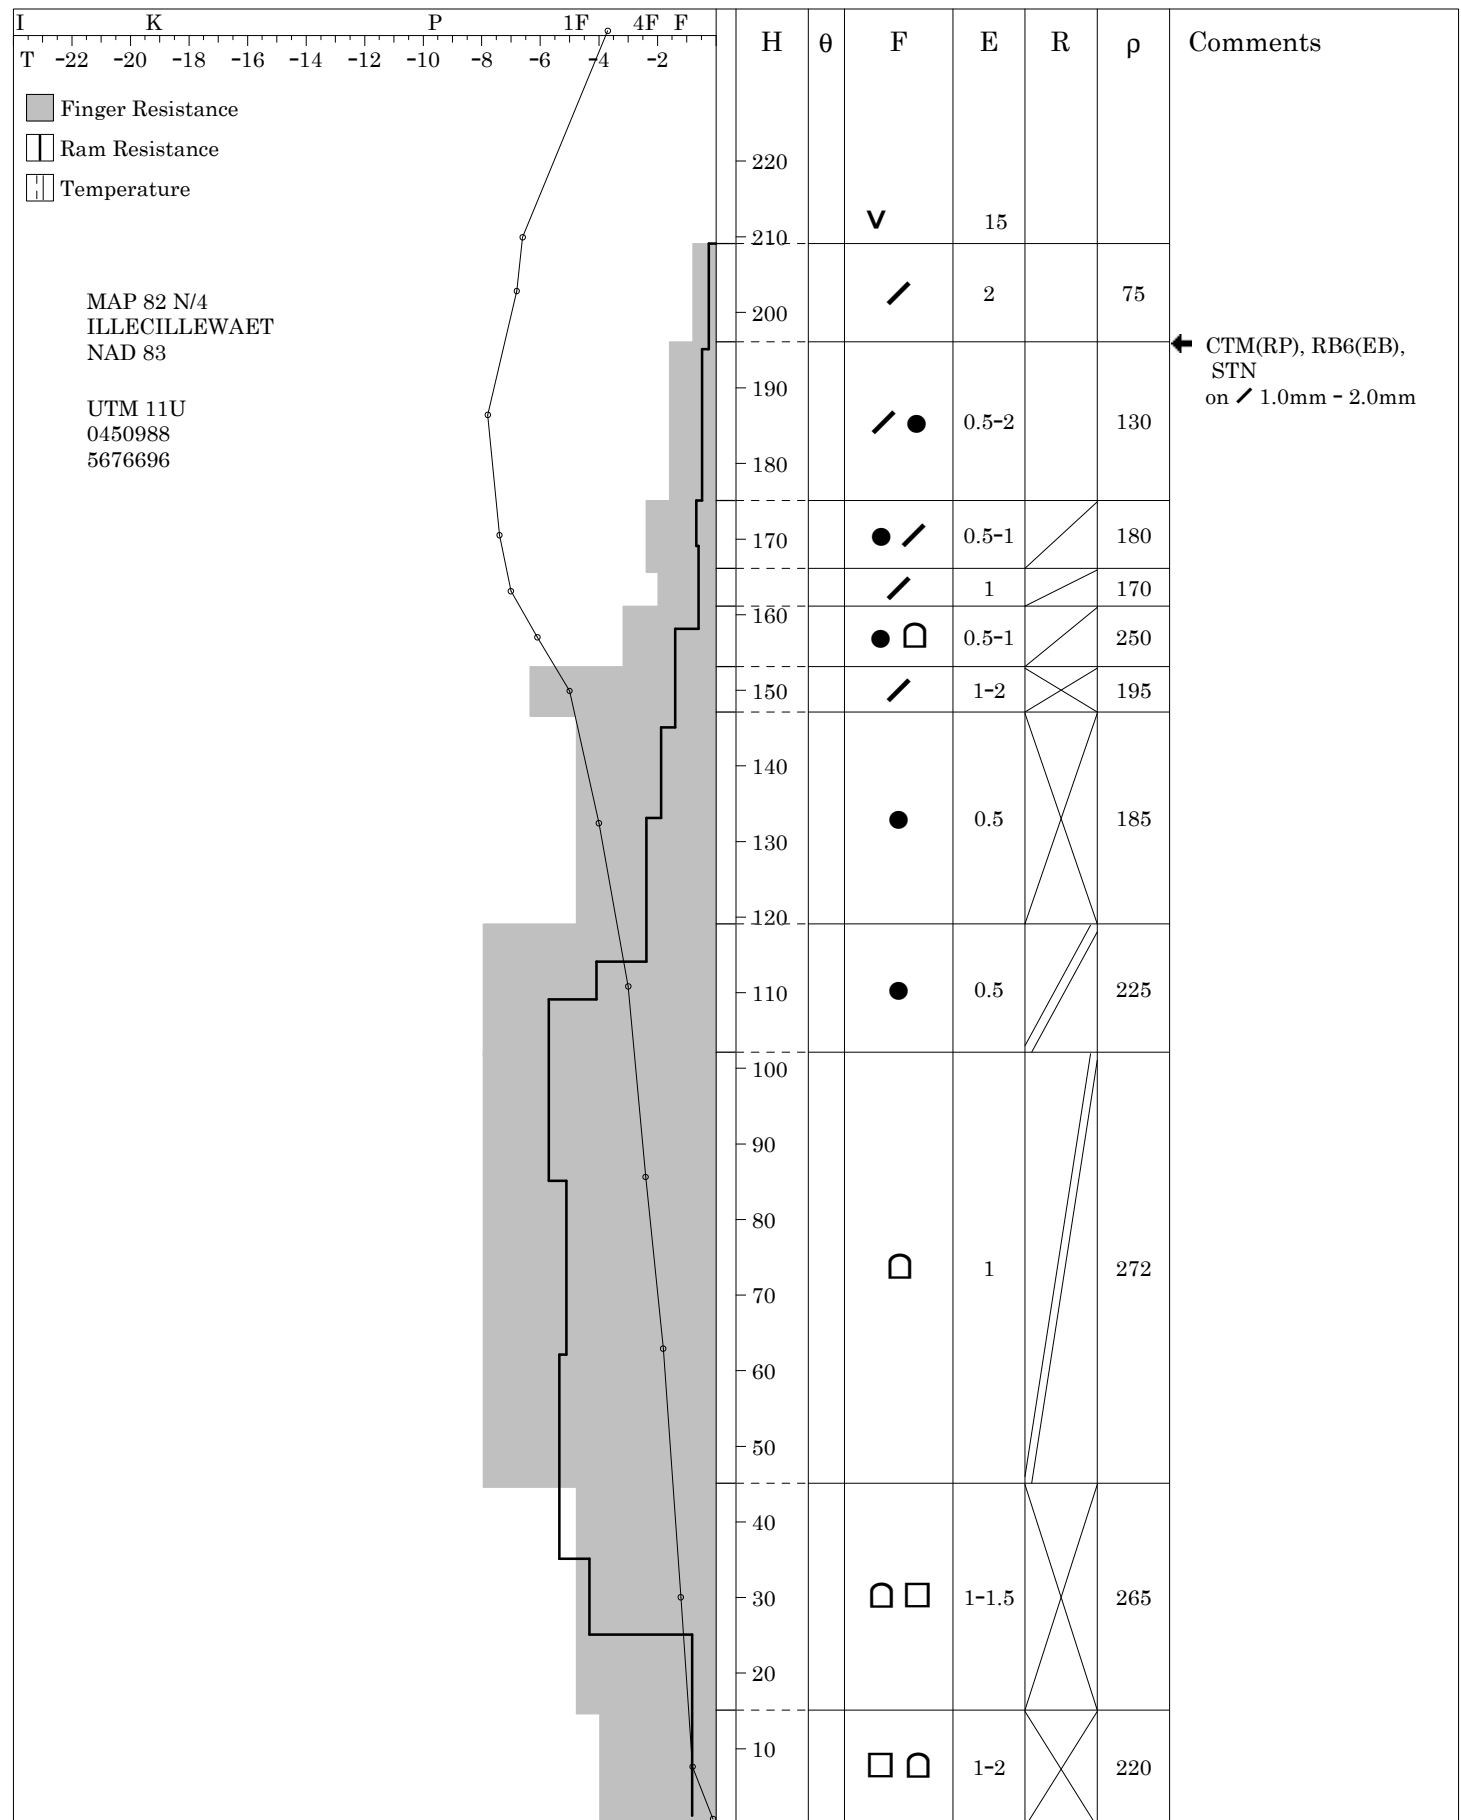 I K P 1F 4F F
T -22 -20 -18 -16 -14 -12 -10 -8 -6 -4 -2
H θ F E R ρ Comments
Finger Resistance
Ram Resistance
Temperature
220
15
210
MAP 82 N/4
ILLECILLEWAET
NAD 83
2 75
200
CTM(RP), RB6(EB),
STN
on 1.0mm - 2.0mm
190
UTM 11U
0450988
5676696
0.5-2 130
180
170 0.5-1 180
1 170
160
0.5-1 250
150 1-2 195
140
0.5 185
130
120
110 0.5 225
100
90
80
1 272
70
60
50
40
30 1-1.5 265
20
10
1-2 220